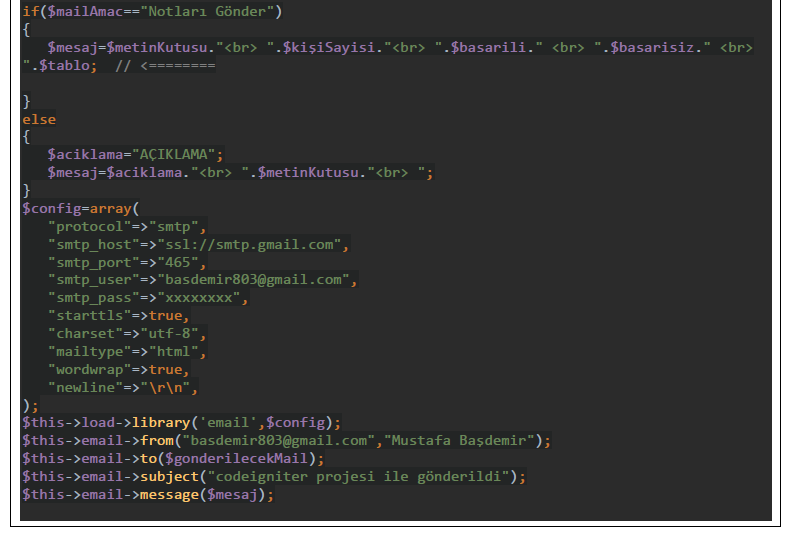 if($mailAmac=="Notları Gönder")
{
$mesaj=$metinKutusu."<br> ".$kişiSayisi."<br> ".$basarili." <br> ".$basarisiz." <br>
".$tablo; // <========
}
else
{
$aciklama="AÇIKLAMA";
$mesaj=$aciklama."<br> ".$metinKutusu."<br> ";
}
$config=array(
"protocol"=>"smtp",
"smtp_host"=>"ssl://smtp.gmail.com",
"smtp_port"=>"465",
"smtp_user"=>"basdemir803@gmail.com",
"smtp_pass"=>"xxxxxxxx",
"starttls"=>true,
"charset"=>"utf-8",
"mailtype"=>"html",
"wordwrap"=>true,
"newline"=>"\r\n",
);
$this->load->library('email',$config);
$this->email->from("basdemir803@gmail.com","Mustafa Başdemir");
$this->email->to($gonderilecekMail);
$this->email->subject("codeigniter projesi ile gönderildi");
$this->email->message($mesaj);